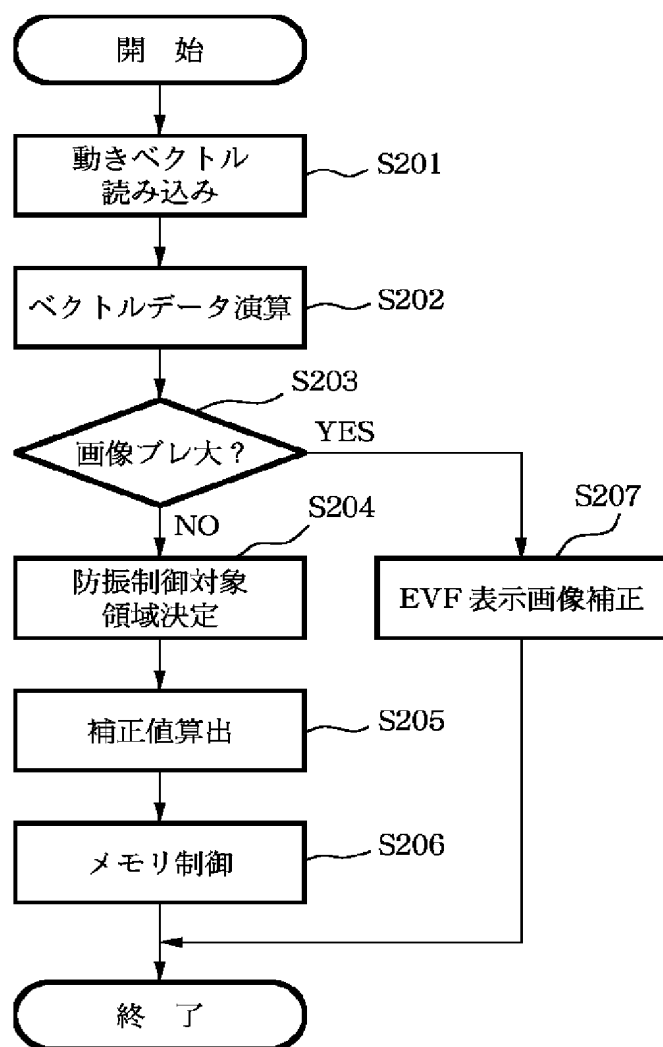 開 始
動きベクトル
読み込み
S201
ベクトルデータ演算
S202
S203
画像ブレ大?
YES
NO
S204
防振制御対象
領域決定
S207
EVF 表示画像補正
補正値算出
S205
メモリ制御
S206
終 了